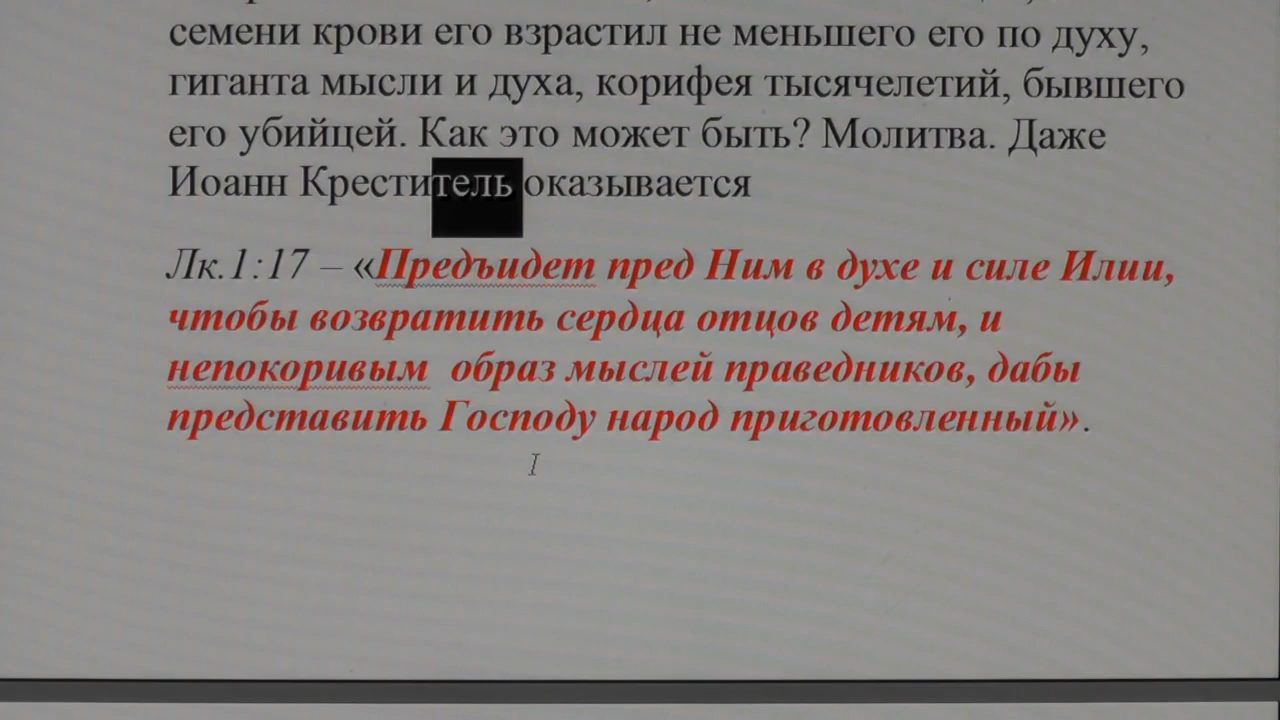 семени крови его взрастил не меньшего его по духу,
гиганта мысли и духа, корифея тысячелетий, бывшего
его убийцей. Как это может быть? Молитва. Даже
Иоанн Креститель оказывается
Лк.1:17 – «Предъидет пред Ним в духе и силе Илии,
чтобы возвратить сердца отцов детям, и
непокоривым образ мыслей праведников, дабы
представить Господу народ приготовленный».